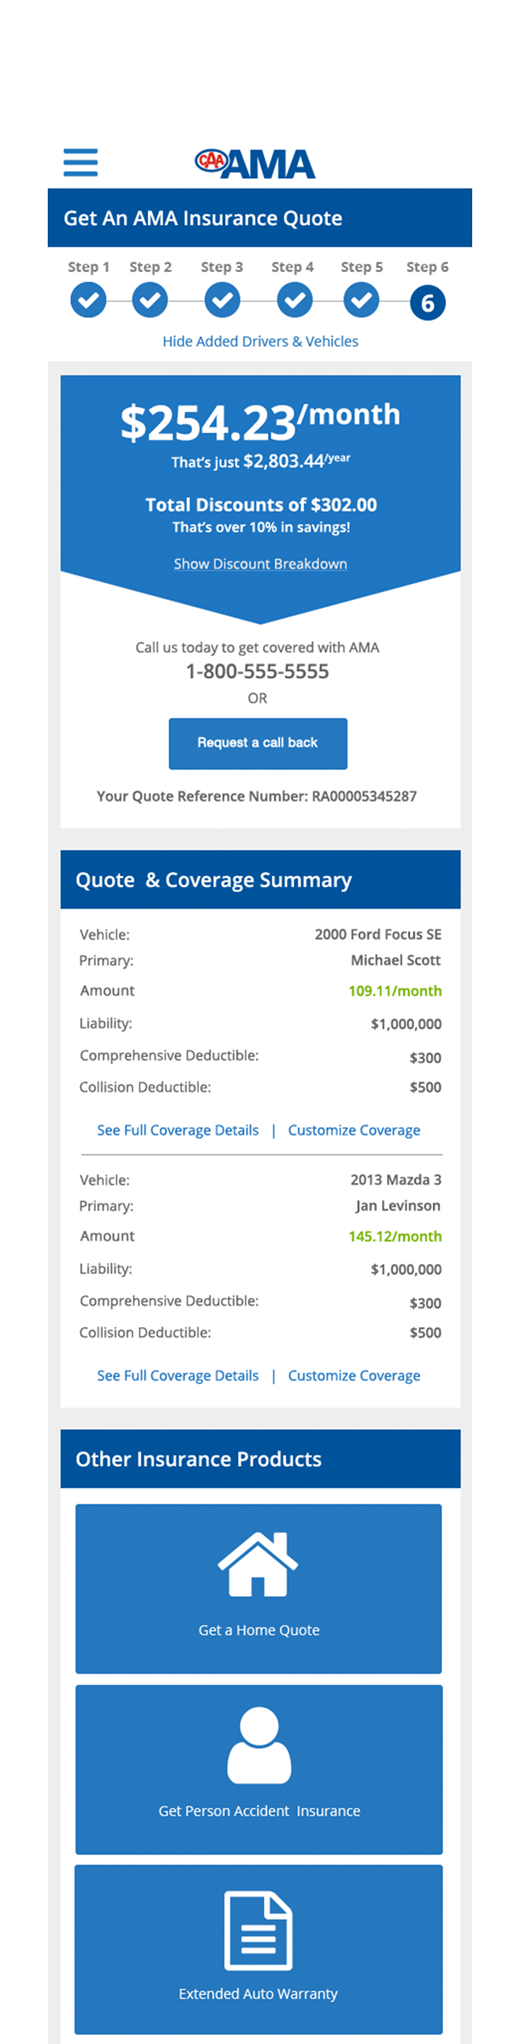 CAA AMA
Get An AMA Insurance Quote
Step 1 Step 2 Step 3 Step 4 Step 5 Step 6
6
Hide Added Drivers & Vehicles
$254.23/month
That's just $2,803.44/year
Total Discounts of $302.00
That's over 10% in savings!
Show Discount Breakdown
Call us today to get covered with AMA
1-800-555-5555
OR
Request a call back
Your Quote Reference Number: RA00005345287
Quote & Coverage Summary
Vehicle: 2000 Ford Focus SE
Primary: Michael Scott
Amount 109.11/month
Liability: $1,000,000
Comprehensive Deductible: $300
Collision Deductible: $500
See Full Coverage Details | Customize Coverage
Vehicle: 2013 Mazda 3
Primary: Jan Levinson
Amount 145.12/month
Liability: $1,000,000
Comprehensive Deductible: $300
Collision Deductible: $500
See Full Coverage Details | Customize Coverage
Other Insurance Products
Get a Home Quote
Get Person Accident Insurance
Extended Auto Warranty